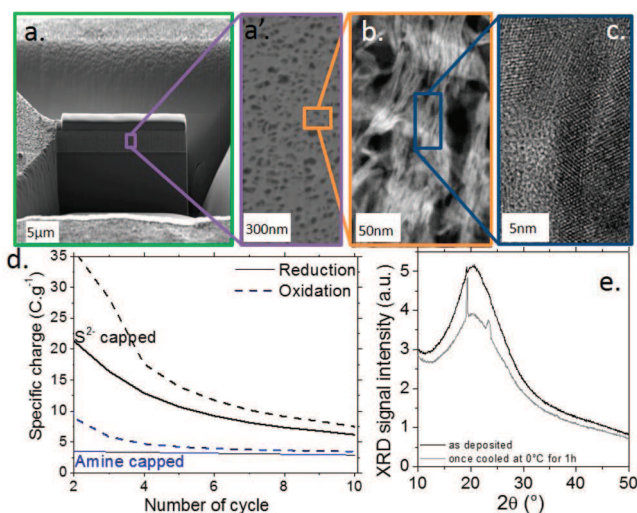 a.
a'.
b.
c.
5µm
300nm
50nm
5nm
d.
Specific charge (C.g⁻¹)
35
30
25
20
15
10
5
0
Reduction
Oxidation
S²⁻ capped
Amine capped
2 4 6 8 10
Number of cycle
e.
XRD signal intensity (a.u.)
5
4
3
2
1
0
as deposited
once cooled at 0°C for 1h
10 20 30 40 50
2θ (°)